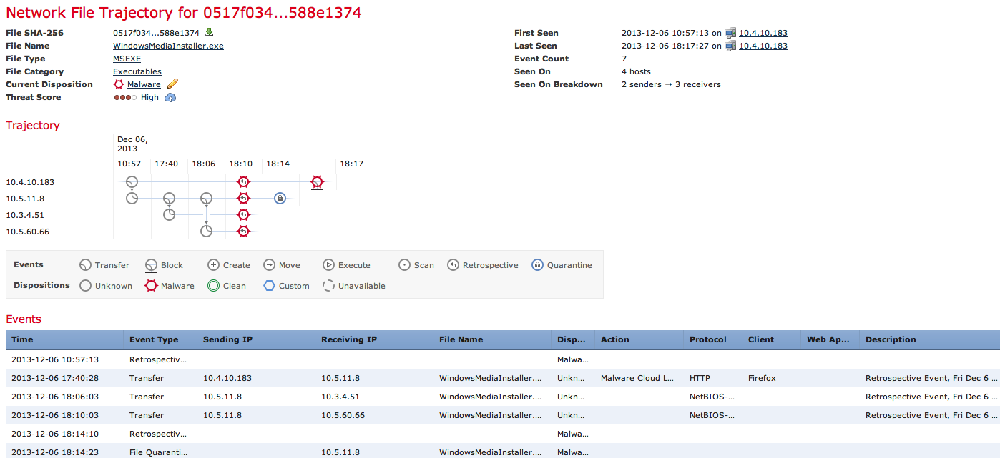 Network File Trajectory for 0517f034...588e1374
File SHA-256 0517f034...588e1374
File Name WindowsMediaInstaller.exe
File Type MSEXE
File Category Executables
Current Disposition Malware
Threat Score High
First Seen 2013-12-06 10:57:13 on 10.4.10.183
Last Seen 2013-12-06 18:17:27 on 10.4.10.183
Event Count 7
Seen On 4 hosts
Seen On Breakdown 2 senders → 3 receivers
Trajectory
Dec 06,
2013
10:57 17:40 18:06 18:10 18:14 18:17
10.4.10.183
10.5.11.8
10.3.4.51
10.5.60.66
Events Transfer Block Create Move Execute Scan Retrospective Quarantine
Dispositions Unknown Malware Clean Custom Unavailable
Events
Time Event Type Sending IP Receiving IP File Name Disp... Action Protocol Client Web Ap... Description
2013-12-06 10:57:13 Retrospectiv... Malwa...
2013-12-06 17:40:28 Transfer 10.4.10.183 10.5.11.8 WindowsMediaInstaller.... Unkn... Malware Cloud L... HTTP Firefox Retrospective Event, Fri Dec 6 ...
2013-12-06 18:06:03 Transfer 10.5.11.8 10.3.4.51 WindowsMediaInstaller.... Unkn... NetBIOS-... Retrospective Event, Fri Dec 6 ...
2013-12-06 18:10:03 Transfer 10.5.11.8 10.5.60.66 WindowsMediaInstaller.... Unkn... NetBIOS-... Retrospective Event, Fri Dec 6 ...
2013-12-06 18:14:10 Retrospectiv... Malwa...
2013-12-06 18:14:23 File Quaranti... 10.5.11.8 WindowsMediaInstaller.... Malwa...